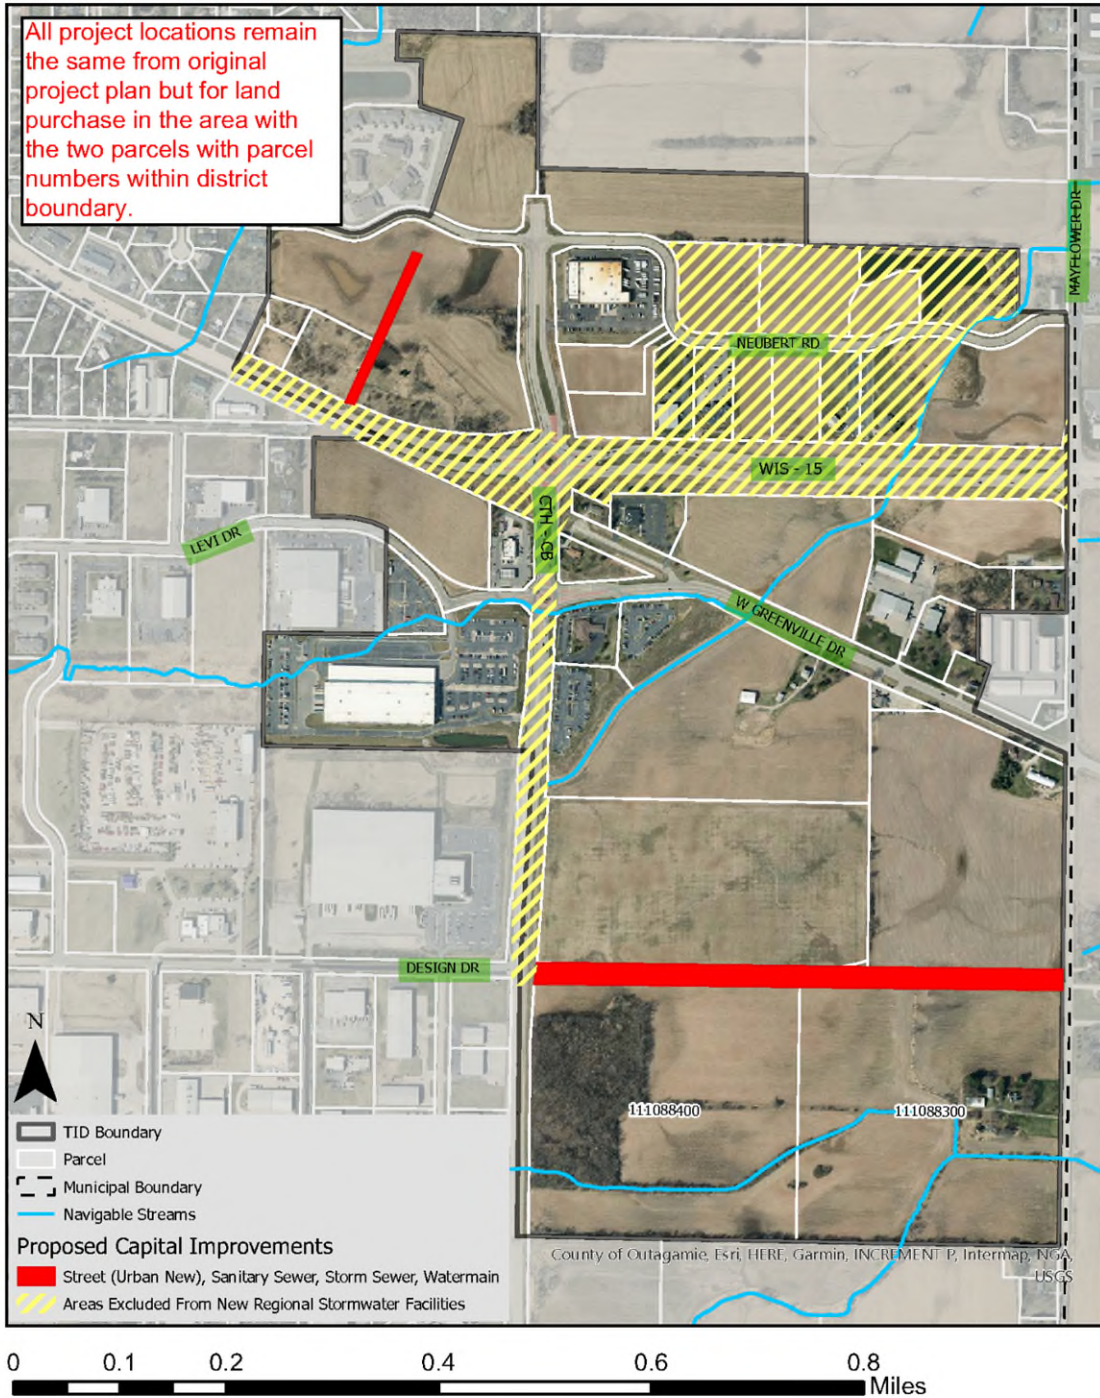 All project locations remain
the same from original
project plan but for land
purchase in the area with
the two parcels with parcel
numbers within district
boundary.
MAYFLOWER DR
NEUBERT RD
WIS - 15
CTH - CB
LEVI DR
W GREENVILLE DR
DESIGN DR
N
111088400
111088300
TID Boundary
Parcel
Municipal Boundary
Navigable Streams
Proposed Capital Improvements
Street (Urban New), Sanitary Sewer, Storm Sewer, Watermain
Areas Excluded From New Regional Stormwater Facilities
County of Outagamie, Esri, HERE, Garmin, INCREMENT P, Intermap, NGA,
USGS
0 0.1 0.2 0.4 0.6 0.8
Miles